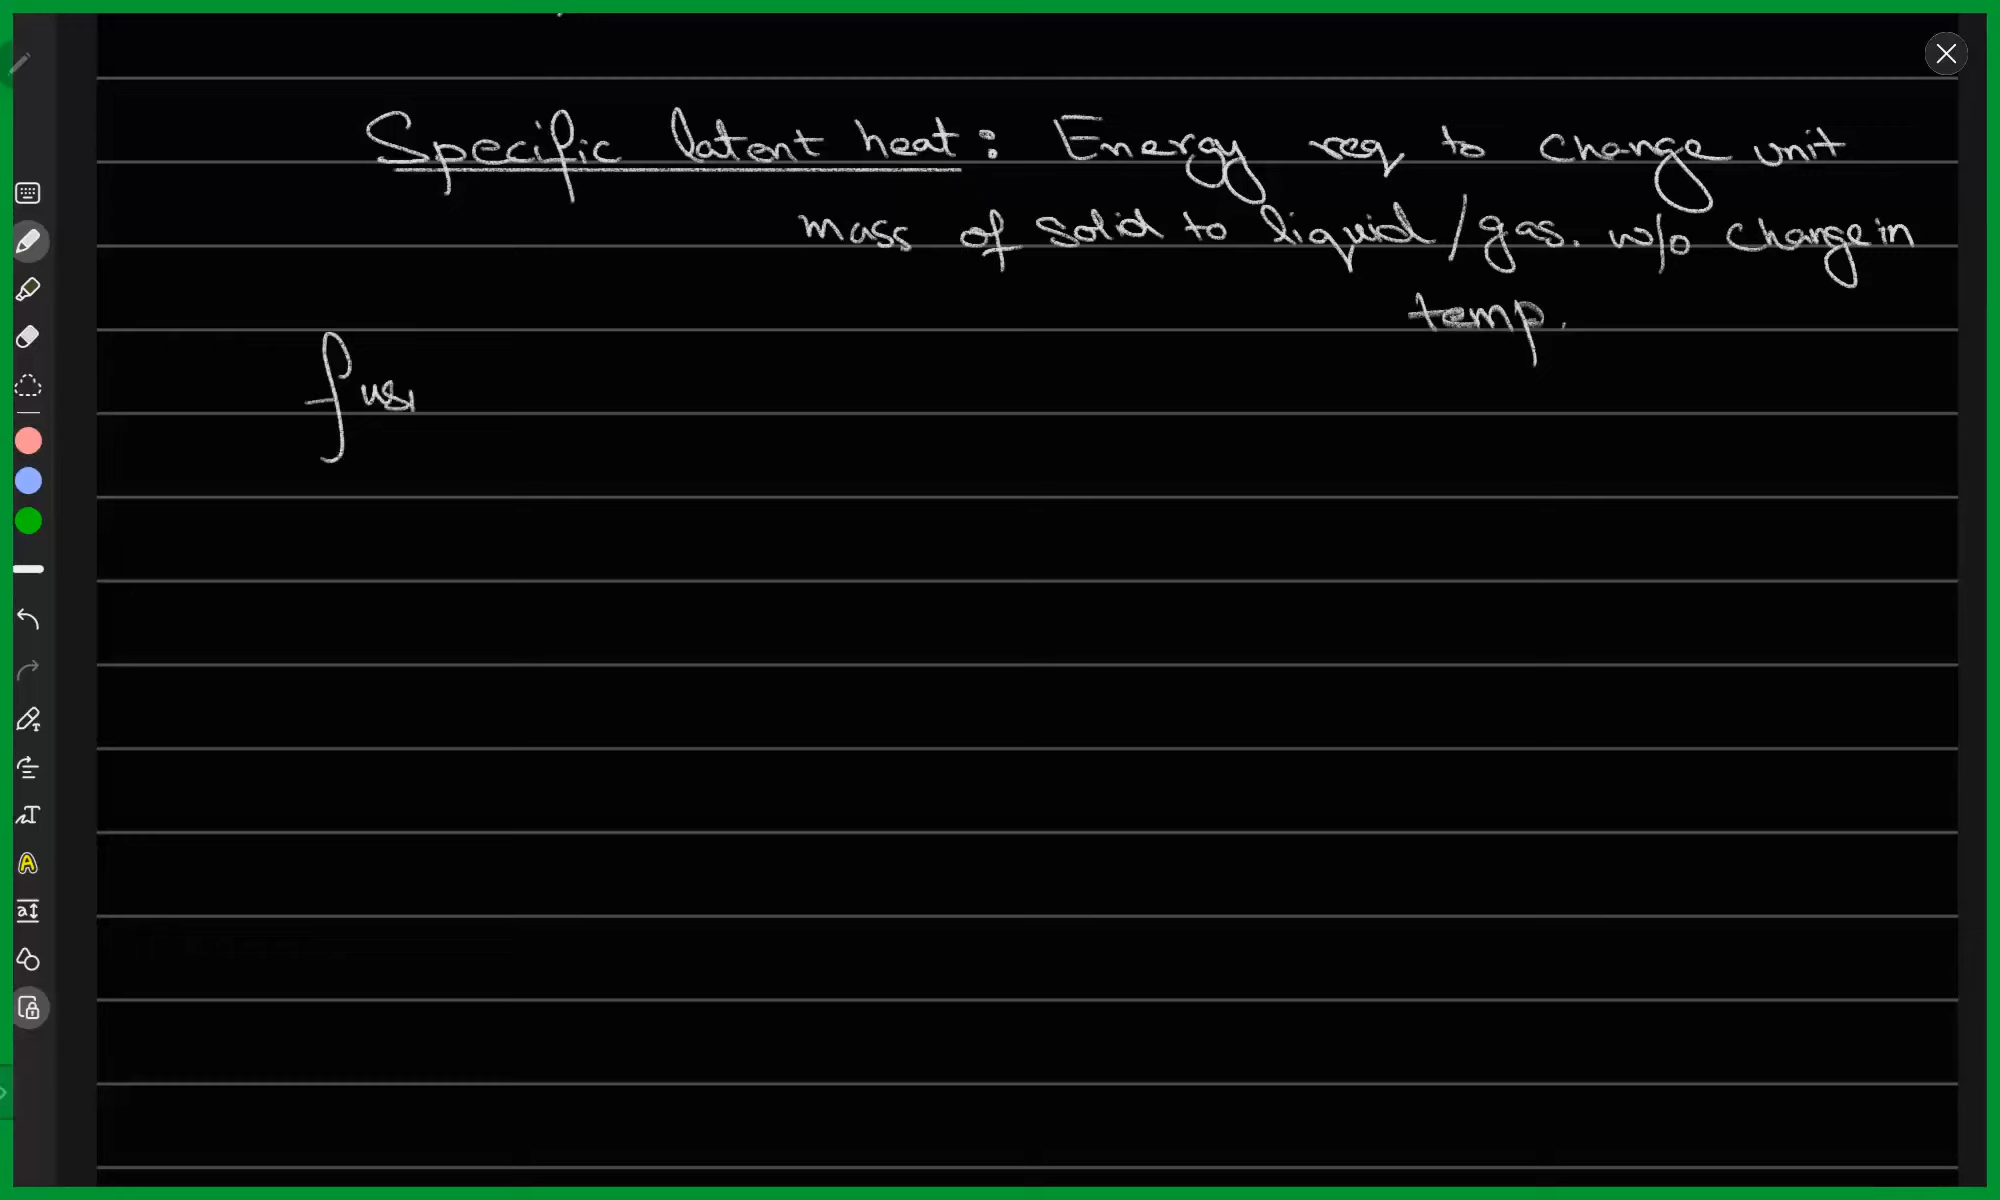 Specific latent heat: Energy req to change unit
mass of solid to liquid/gas. w/o change in
temp.
fusi